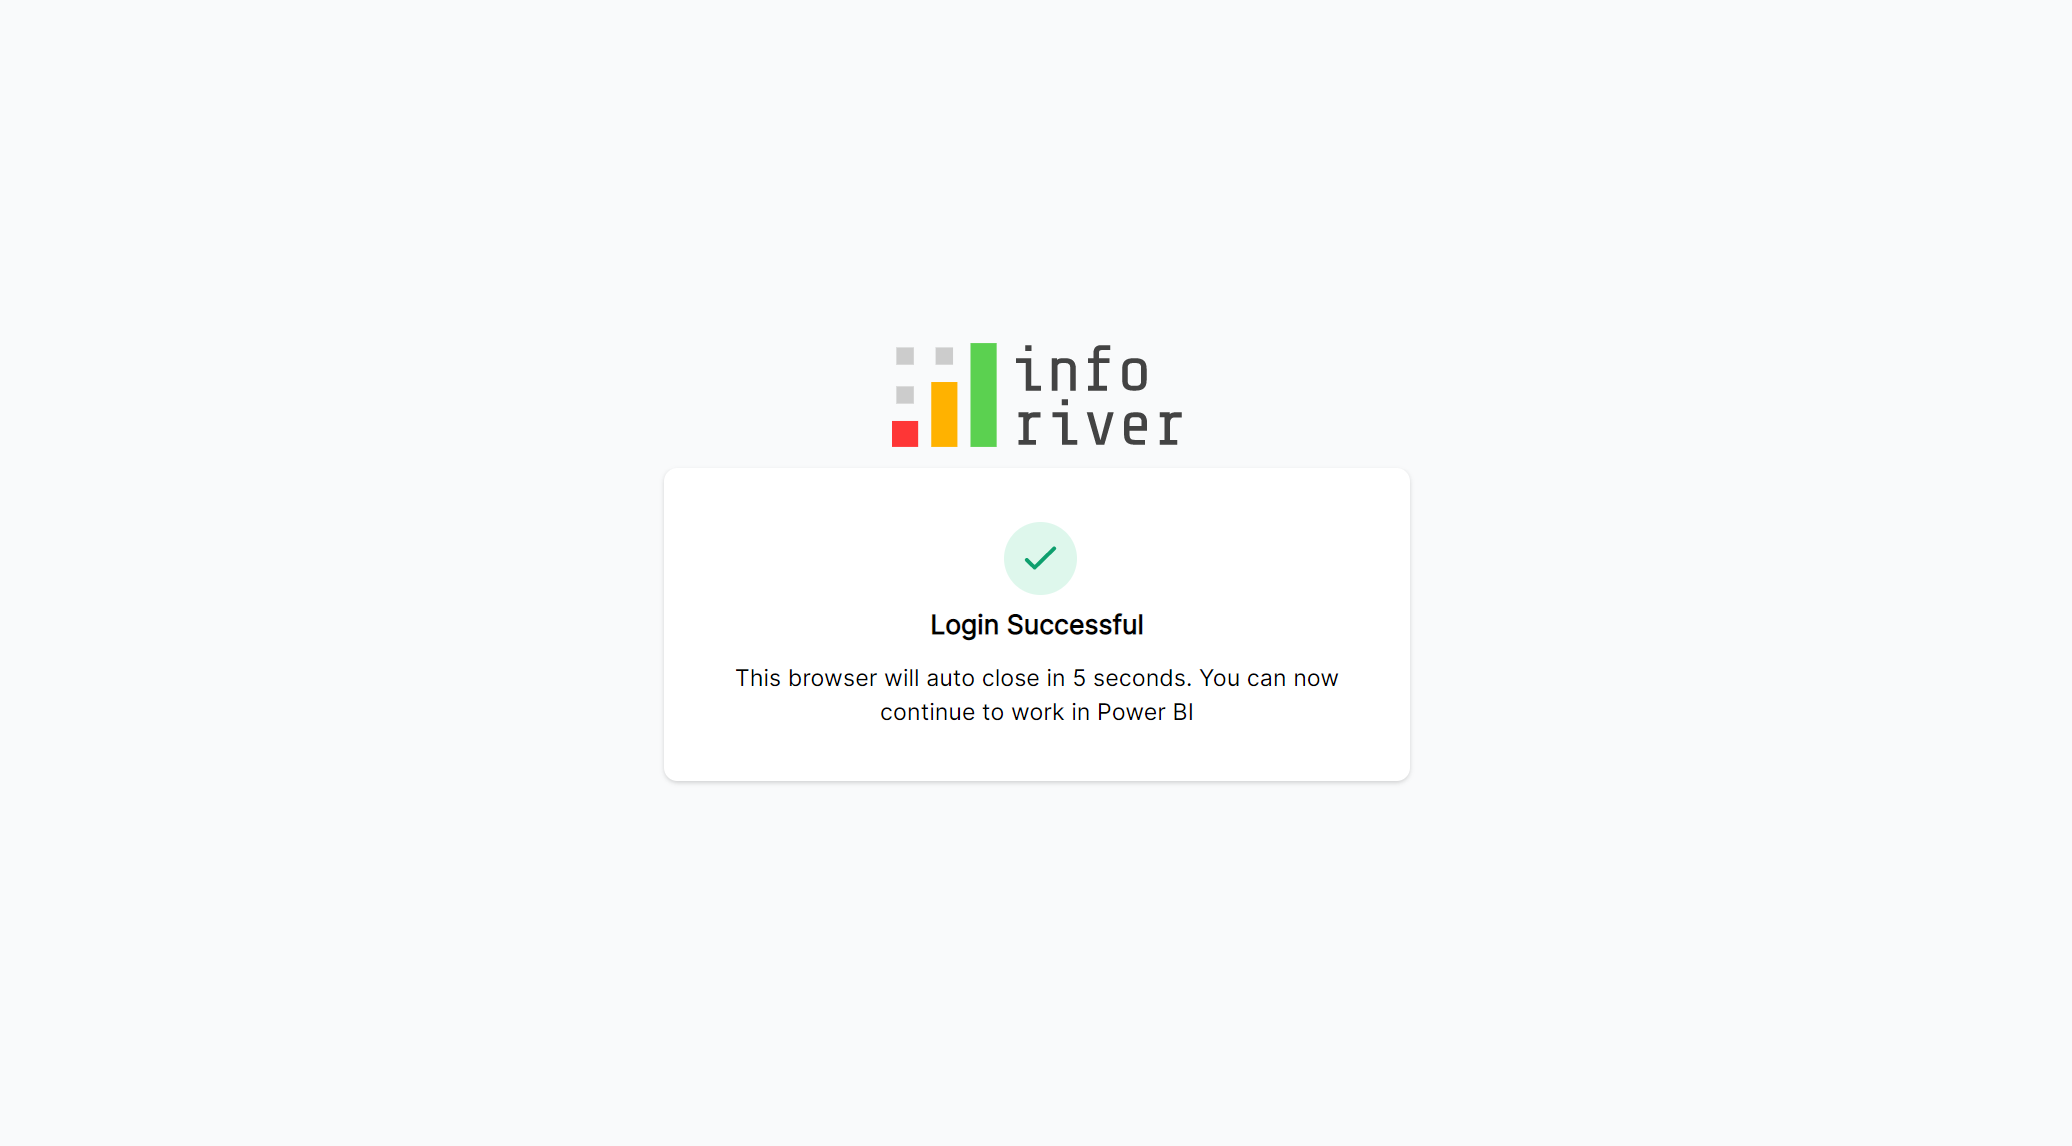 info
river
Login Successful
This browser will auto close in 5 seconds. You can now
continue to work in Power BI